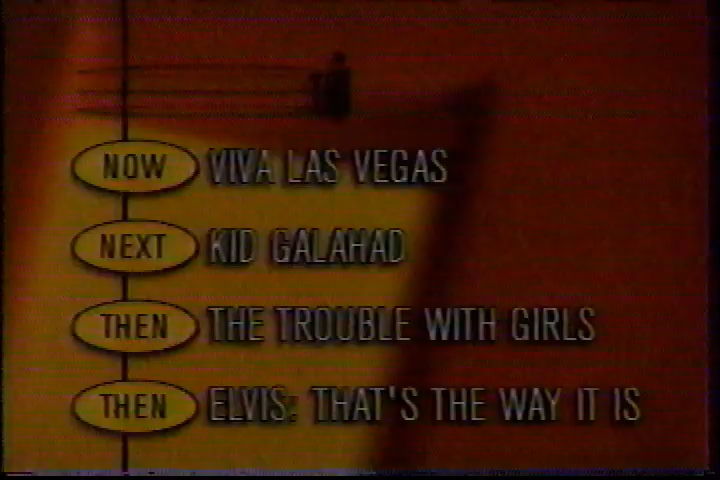 NOW VIVA LAS VEGAS
NEXT KID GALAHAD
THEN THE TROUBLE WITH GIRLS
THEN ELVIS: THAT'S THE WAY IT IS